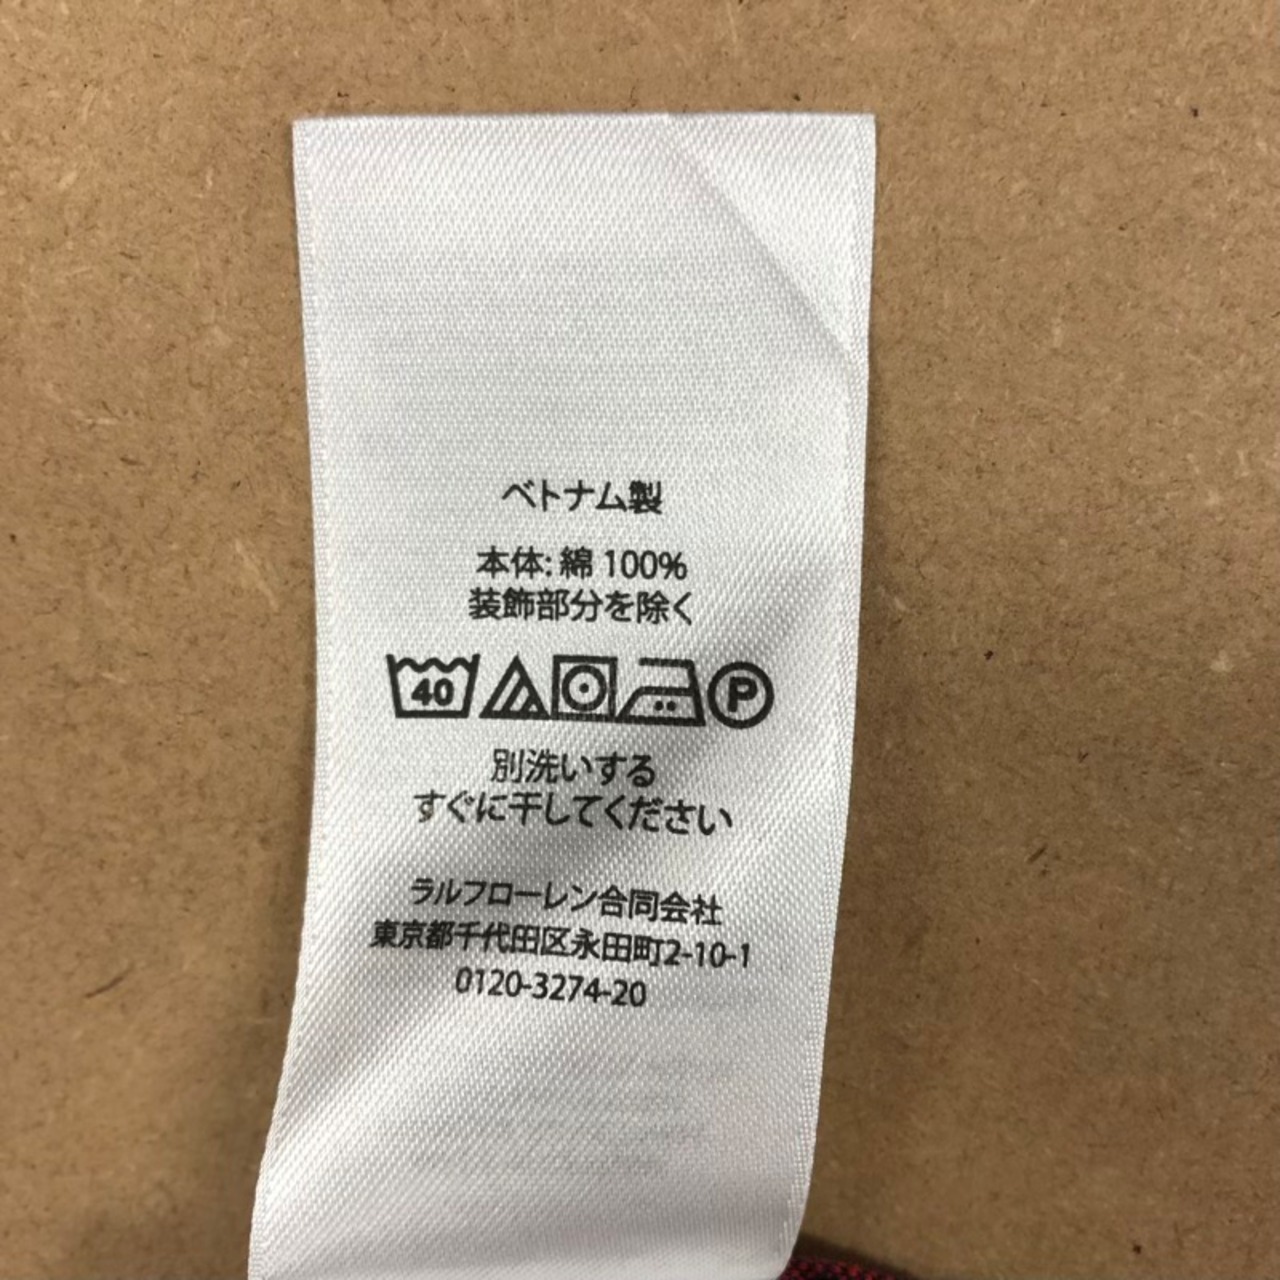 ベトナム製
本体: 綿 100%
装飾部分を除く
40 P
別洗いする
すぐに干してください
ラルフローレン合同会社
東京都千代田区永田町2-10-1
0120-3274-20